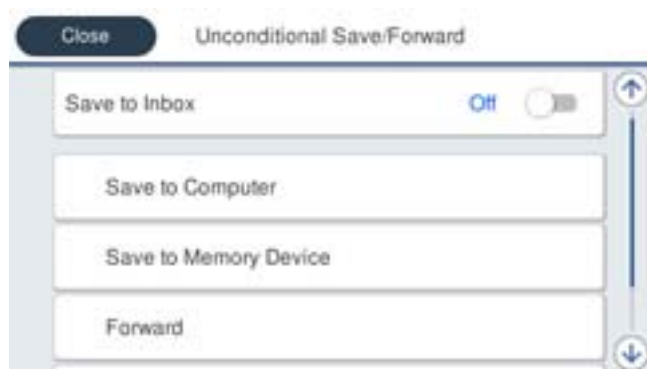 Close Unconditional Save/Forward
Save to Inbox Off
Save to Computer
Save to Memory Device
Forward